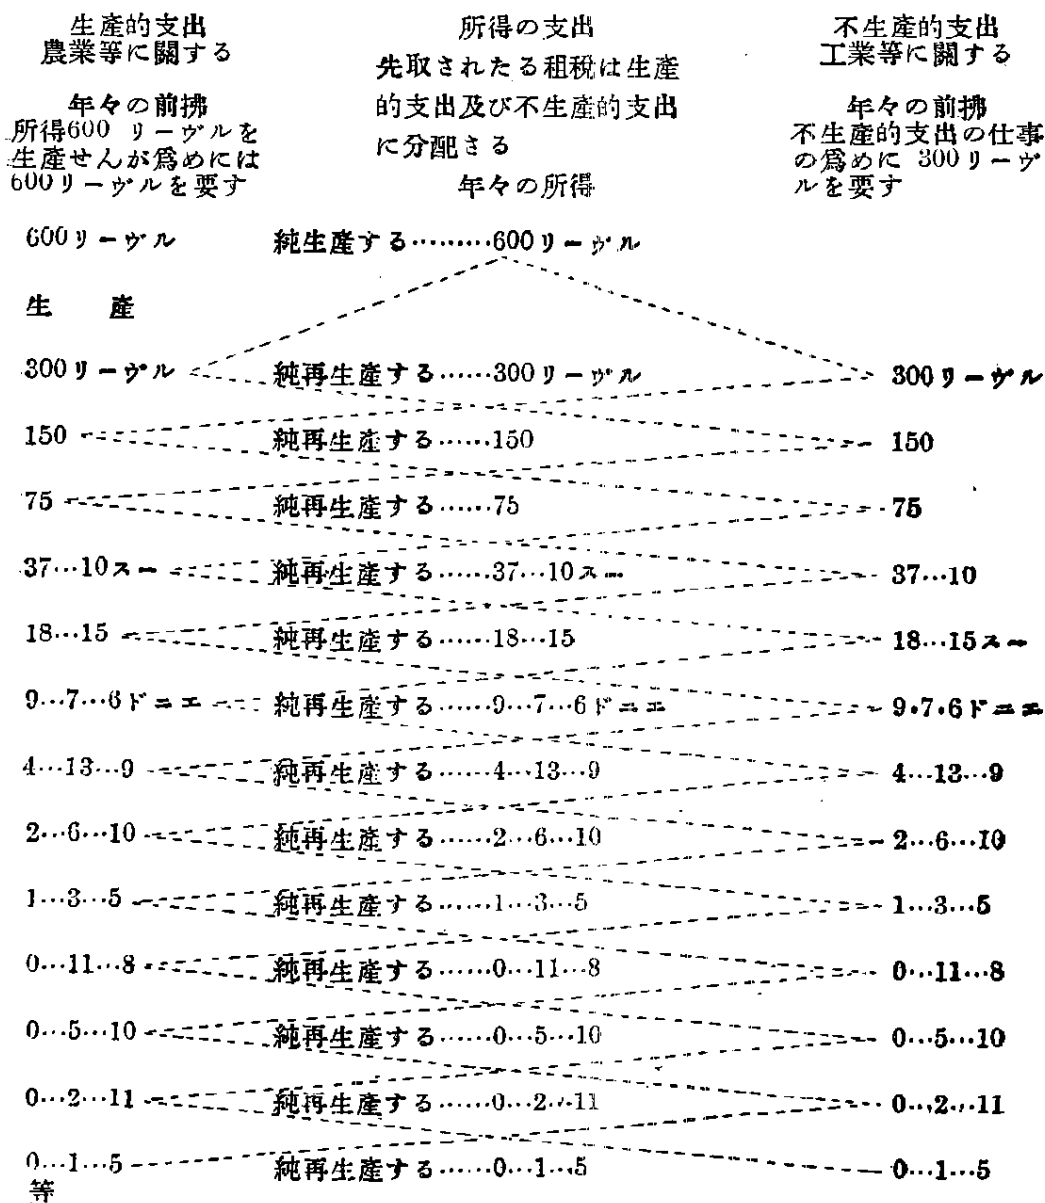 生産的支出
農業等に關する
年々の前拂
所得600 リーヴルを
生産せんが爲めには
600リーヴルを要す
所得の支出
先取されたる租税は生産
的支出及び不生産的支出
に分配さる
年々の所得
不生産的支出
工業等に關する
年々の前拂
不生産的支出の仕事
の爲めに 300リーヴ
ルを要す
600リーヴル 純生産する………600リーヴル
生 産
300リーヴル 純再生産する……300リーヴル 300リーヴル
150 純再生産する……150 150
75 純再生産する……75 75
37…10スー 純再生産する……37…10スー 37…10
18…15 純再生産する……18…15 18…15スー
9…7…6ドニエ 純再生産する……9…7…6ドニエ 9・7・6ドニエ
4…13…9 純再生産する……4…13…9 4…13…9
2…6…10 純再生産する……2…6…10 2…6…10
1…3…5 純再生産する……1…3…5 1…3…5
0…11…8 純再生産する……0…11…8 0…11…8
0…5…10 純再生産する……0…5…10 0…5…10
0…2…11 純再生産する……0…2…11 0…2…11
0…1…5 純再生産する……0…1…5 0…1…5
等